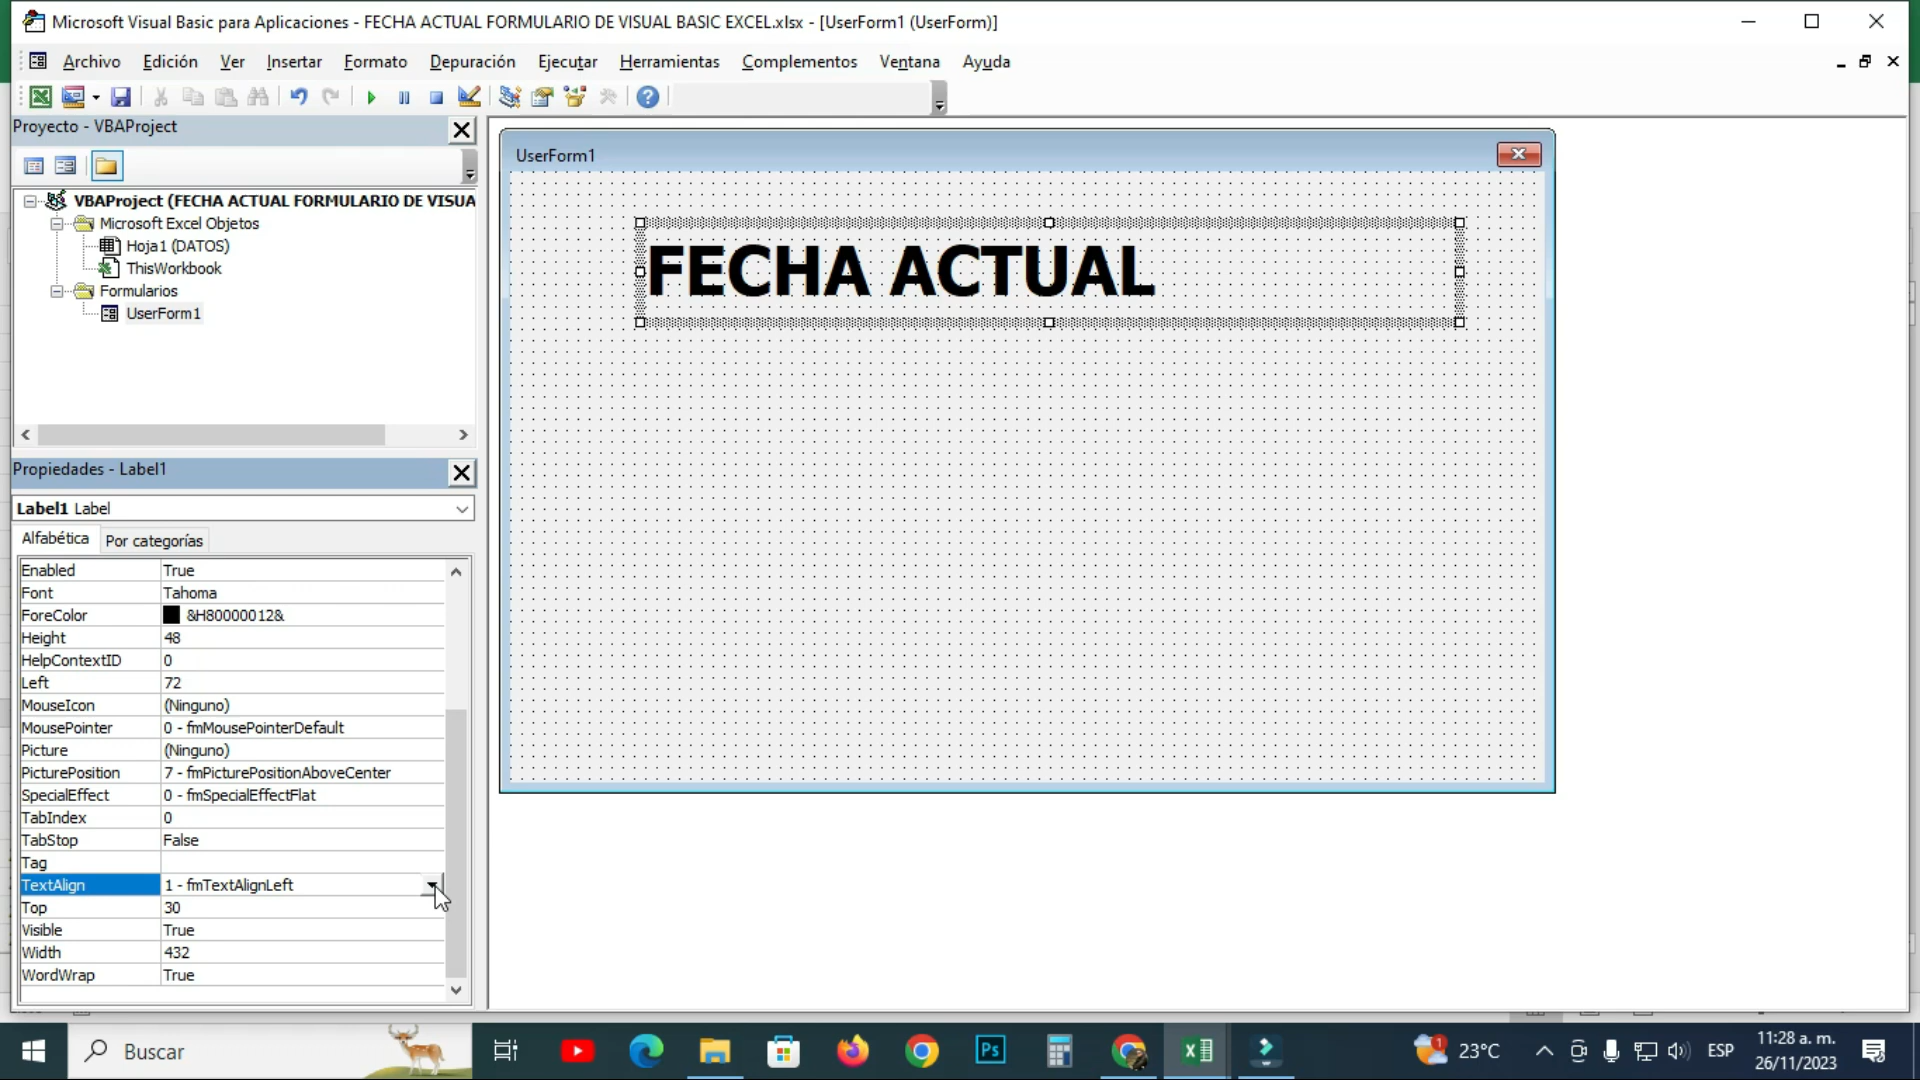 Microsoft Visual Basic para Aplicaciones - FECHA ACTUAL FORMULARIO DE VISUAL BASIC EXCEL.xlsx - [UserForm1 (UserForm)]
Archivo Edición Ver Insertar Formato Depuración Ejecutar Herramientas Complementos Ventana Ayuda
Proyecto - VBAProject
VBAProject (FECHA ACTUAL FORMULARIO DE VISUA
Microsoft Excel Objetos
Hoja1 (DATOS)
ThisWorkbook
Formularios
UserForm1
Propiedades - Label1
Label1 Label
Alfabética Por categorías
Enabled True
Font Tahoma
ForeColor &H80000012&
Height 48
HelpContextID 0
Left 72
MouseIcon (Ninguno)
MousePointer 0 - fmMousePointerDefault
Picture (Ninguno)
PicturePosition 7 - fmPicturePositionAboveCenter
SpecialEffect 0 - fmSpecialEffectFlat
TabIndex 0
TabStop False
Tag
TextAlign 1 - fmTextAlignLeft
Top 30
Visible True
Width 432
WordWrap True
UserForm1
FECHA ACTUAL
Buscar
Ps
1
23°C
ESP
11:28 a. m.
26/11/2023